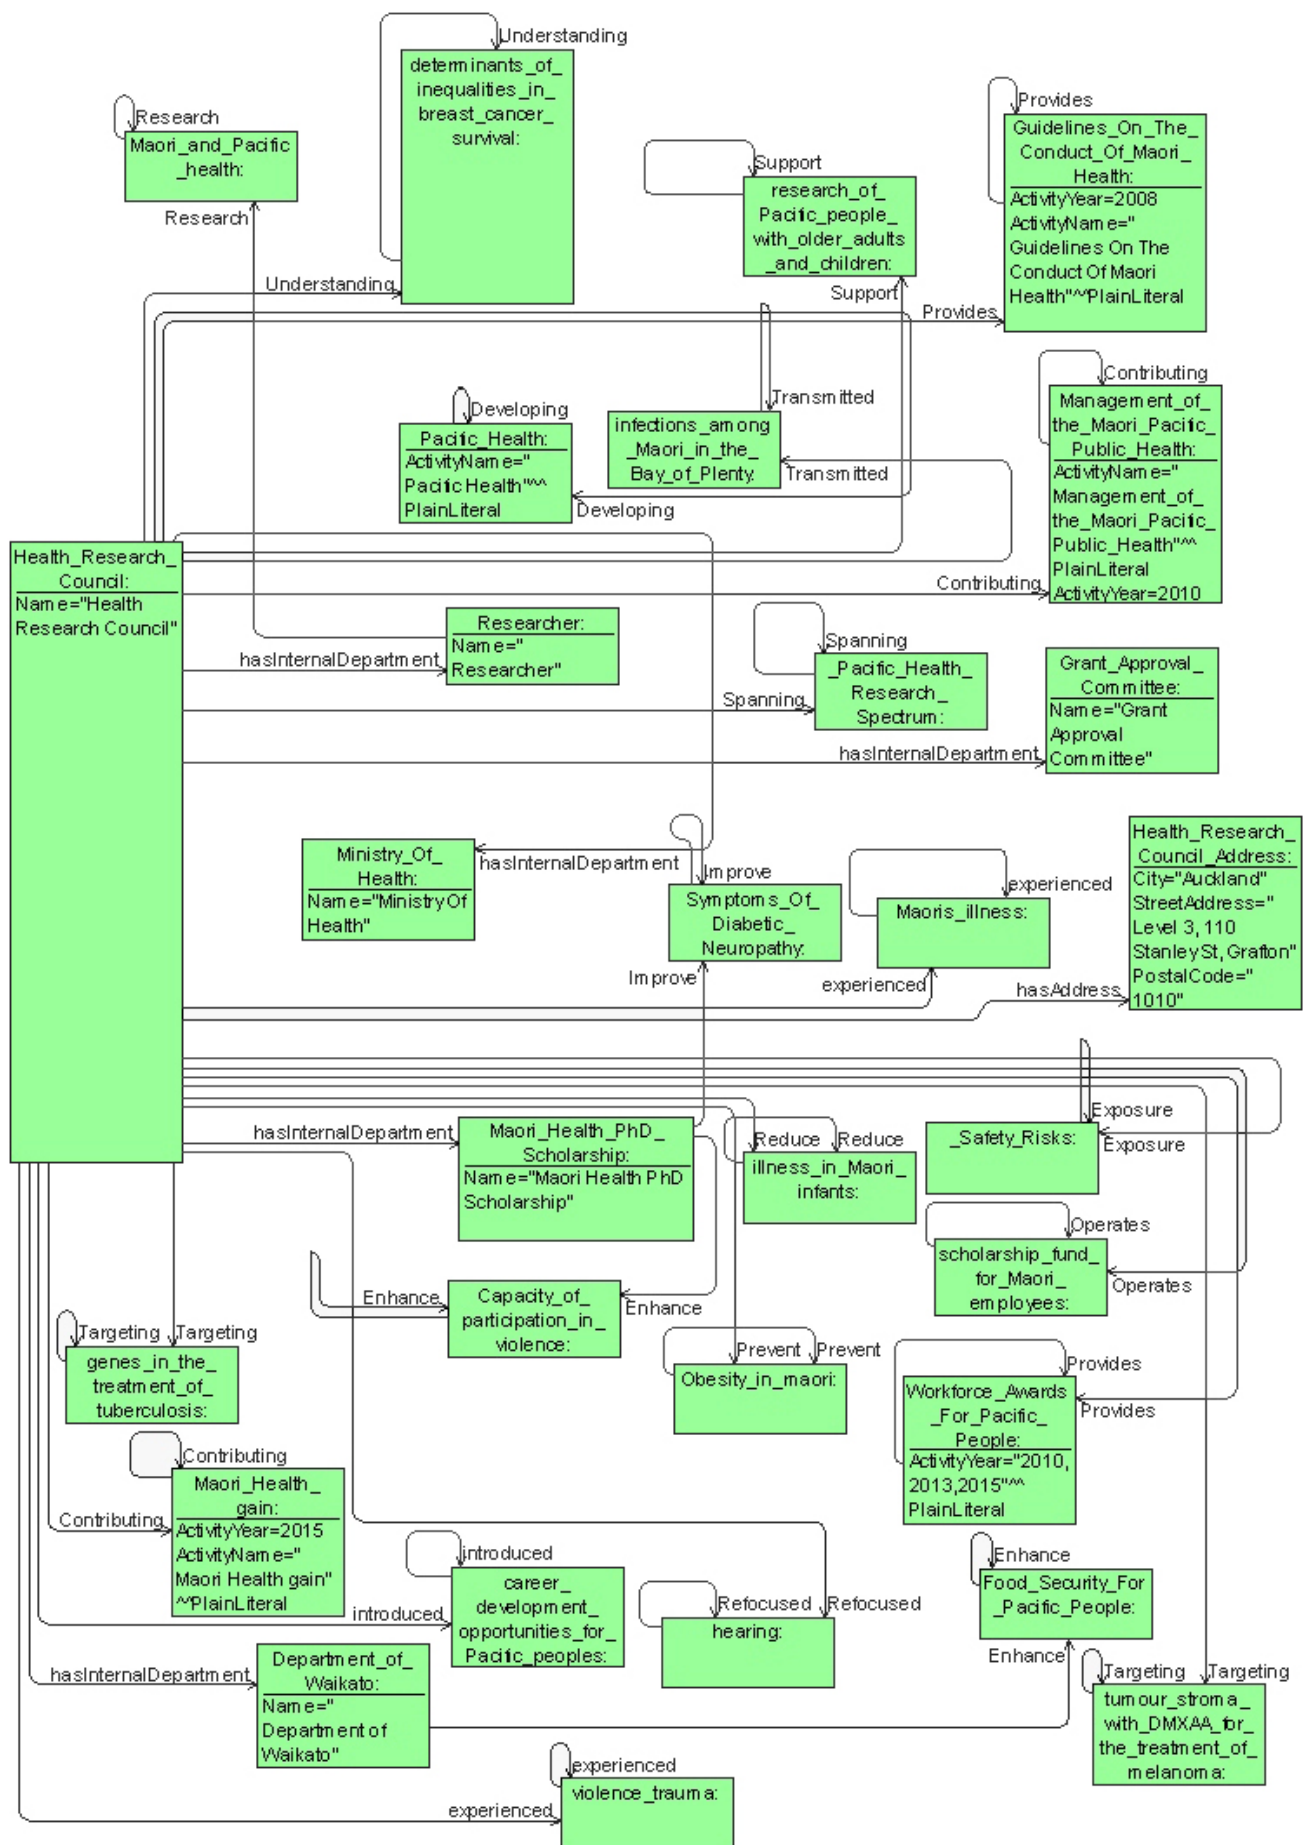 Understanding
determinants_of_
inequalities_in_
breast_cancer_
survival:
Research
Maori_and_Pacific
_health:
Research
Understanding
Support
research_of_
Pacific_people_
with_older_adults
_and_children:
Support
Provides
Guidelines_On_The_
Conduct_Of_Maori_
Health:
ActivityYear=2008
ActivityName="
Guidelines On The
Conduct Of Maori
Health"^^PlainLiteral
Provides
Developing
Pacific_Health:
ActivityName="
Pacific Health"^^
PlainLiteral
Developing
Transmitted
infections_among
_Maori_in_the_
Bay_of_Plenty:
Transmitted
Contributing
Management_of_
the_Maori_Pacific_
Public_Health:
ActivityName="
Management_of_
the_Maori_Pacific_
Public_Health"^^
PlainLiteral
ActivityYear=2010
Contributing
Health_Research_
Council:
Name="Health
Research Council"
Researcher:
Name="
Researcher"
hasInternalDepartment
Spanning
_Pacific_Health_
Research_
Spectrum:
Spanning
Grant_Approval_
Committee:
Name="Grant
Approval
Committee"
hasInternalDepartment
Ministry_Of_
Health:
Name="Ministry Of
Health"
hasInternalDepartment
Improve
Symptoms_Of_
Diabetic_
Neuropathy:
Improve
experienced
Maoris_illness:
experienced
Health_Research_
Council_Address:
City="Auckland"
StreetAddress="
Level 3, 110
Stanley St, Grafton"
PostalCode="
1010"
hasAddress
hasInternalDepartment
Maori_Health_PhD_
Scholarship:
Name="Maori Health PhD
Scholarship"
Reduce
Reduce
illness_in_Maori_
infants:
Exposure
Exposure
_Safety_Risks:
Operates
scholarship_fund_
for_Maori_
employees:
Operates
Enhance
Capacity_of_
participation_in_
violence:
Enhance
Targeting
Targeting
genes_in_the_
treatment_of_
tuberculosis:
Prevent
Prevent
Obesity_in_maori:
Provides
Workforce_Awards
_For_Pacific_
People:
ActivityYear="2010,
2013,2015"^^
PlainLiteral
Provides
Contributing
Maori_Health_
gain:
ActivityYear=2015
ActivityName="
Maori Health gain"
^^PlainLiteral
Contributing
introduced
career_
development_
opportunities_for_
Pacific_peoples:
introduced
Refocused
Refocused
hearing:
Enhance
Food_Security_For
_Pacific_People:
Enhance
hasInternalDepartment
Department_of_
Waikato:
Name="
Department of
Waikato"
Targeting
Targeting
tumour_stroma_
with_DMXAA_for_
the_treatment_of_
melanoma:
experienced
violence_trauma:
experienced